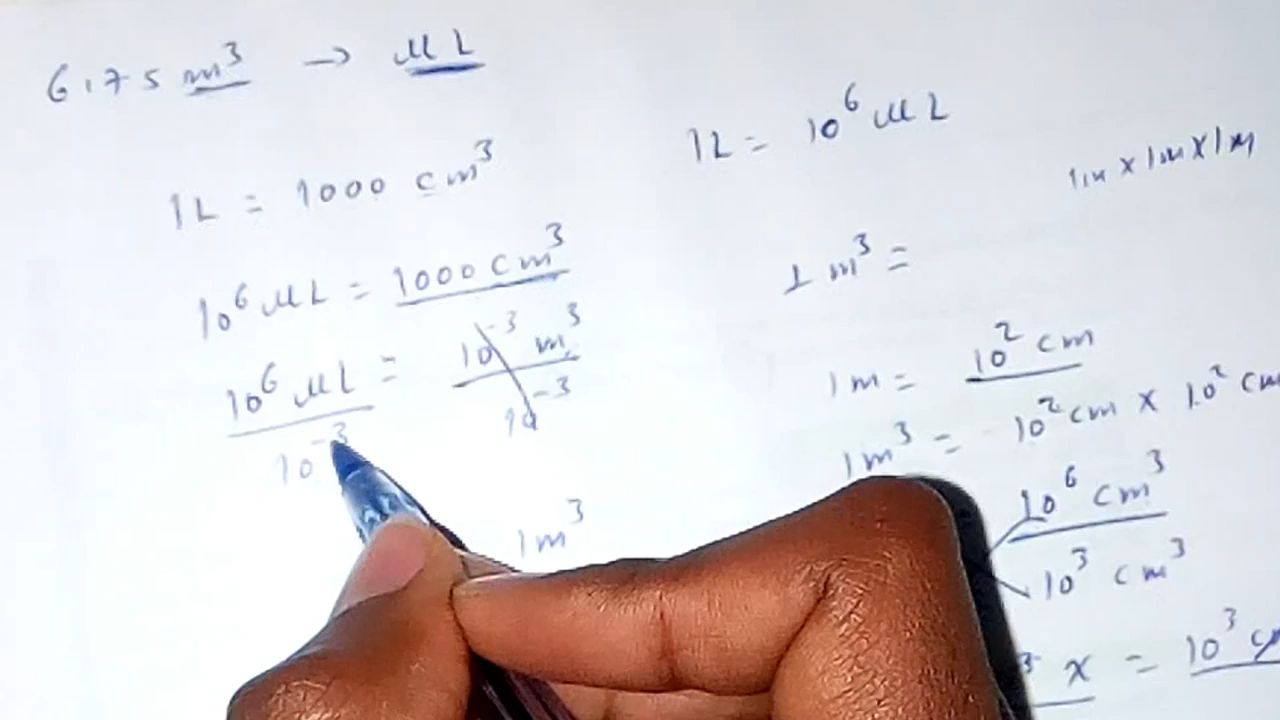 6.75 m³ → μL
1L = 1000 cm³
10⁶ μL = 1000 cm³
10⁶ μL = 10⁻³ m³
10⁻³ 10⁻³
1m³
1L = 10⁶ μL
1m x 1m x 1m
1 m³ =
1m = 10² cm
1m³ = 10² cm x 10² cm
10⁶ cm³
10³ cm³
x = 10³